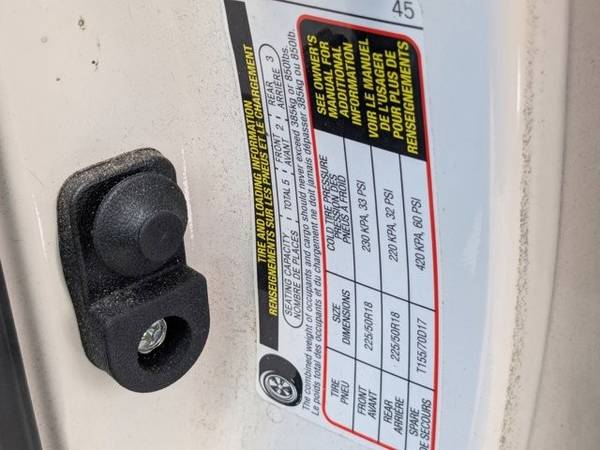 45
TIRE AND LOADING INFORMATION
RENSEIGNEMENTS SUR LES PNEUS ET LE CHARGEMENT
SEATING CAPACITY TOTAL 5 FRONT 2 REAR 3
NOMBRE DE PLACES AVANT ARRIÈRE
The combined weight of occupants and cargo should never exceed 385kg or 850lbs.
Le poids total des occupants et du chargement ne doit jamais dépasser 385kg ou 850lb.
TIRE
PNEU
SIZE
DIMENSIONS
COLD TIRE PRESSURE
PRESSION DES
PNEUS À FROID
SEE OWNER'S
MANUAL FOR
ADDITIONAL
INFORMATION
VOIR LE MANUEL
DE L'USAGER
POUR PLUS DE
RENSEIGNEMENTS
FRONT
AVANT
225/50R18
230 KPA, 33 PSI
REAR
ARRIÈRE
225/50R18
220 KPA, 32 PSI
SPARE
DE SECOURS
T155/70D17
420 KPA, 60 PSI